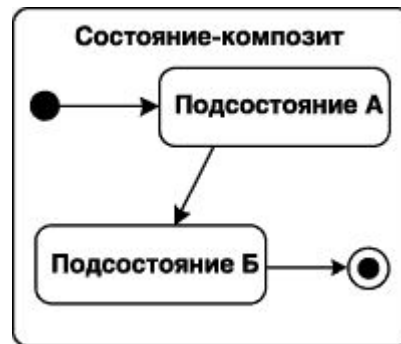 Состояние-композит
Подсостояние А
Подсостояние Б